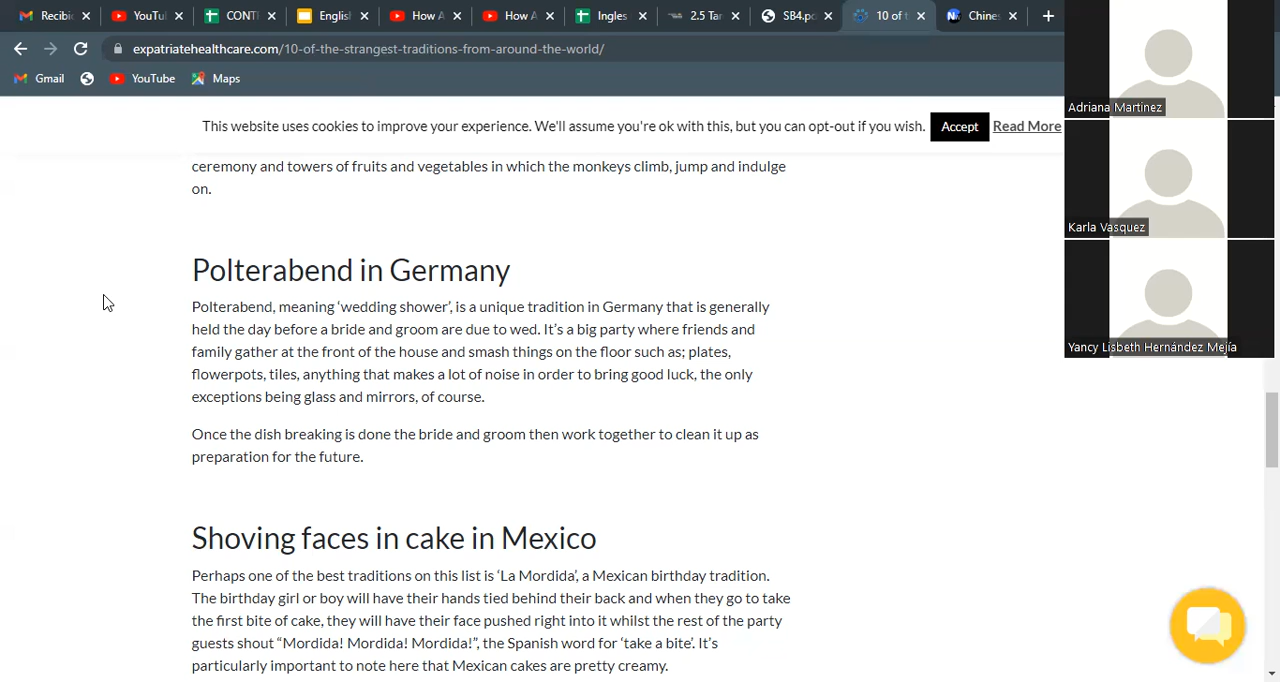 Recibi
YouTu
CONT
Englis
How A
How A
Ingles
2.5 Tar
SB4.p
10 of t
Chines
expatriatehealthcare.com/10-of-the-strangest-traditions-from-around-the-world/
Gmail
YouTube
Maps
This website uses cookies to improve your experience. We'll assume you're ok with this, but you can opt-out if you wish.
Accept
Read More
ceremony and towers of fruits and vegetables in which the monkeys climb, jump and indulge
on.
Polterabend in Germany
Polterabend, meaning ‘wedding shower’, is a unique tradition in Germany that is generally
held the day before a bride and groom are due to wed. It’s a big party where friends and
family gather at the front of the house and smash things on the floor such as; plates,
flowerpots, tiles, anything that makes a lot of noise in order to bring good luck, the only
exceptions being glass and mirrors, of course.
Once the dish breaking is done the bride and groom then work together to clean it up as
preparation for the future.
Shoving faces in cake in Mexico
Perhaps one of the best traditions on this list is ‘La Mordida’, a Mexican birthday tradition.
The birthday girl or boy will have their hands tied behind their back and when they go to take
the first bite of cake, they will have their face pushed right into it whilst the rest of the party
guests shout “Mordida! Mordida! Mordida!”, the Spanish word for ‘take a bite’. It’s
particularly important to note here that Mexican cakes are pretty creamy.
Adriana Martinez
Karla Vasquez
Yancy Lisbeth Hernández Mejía